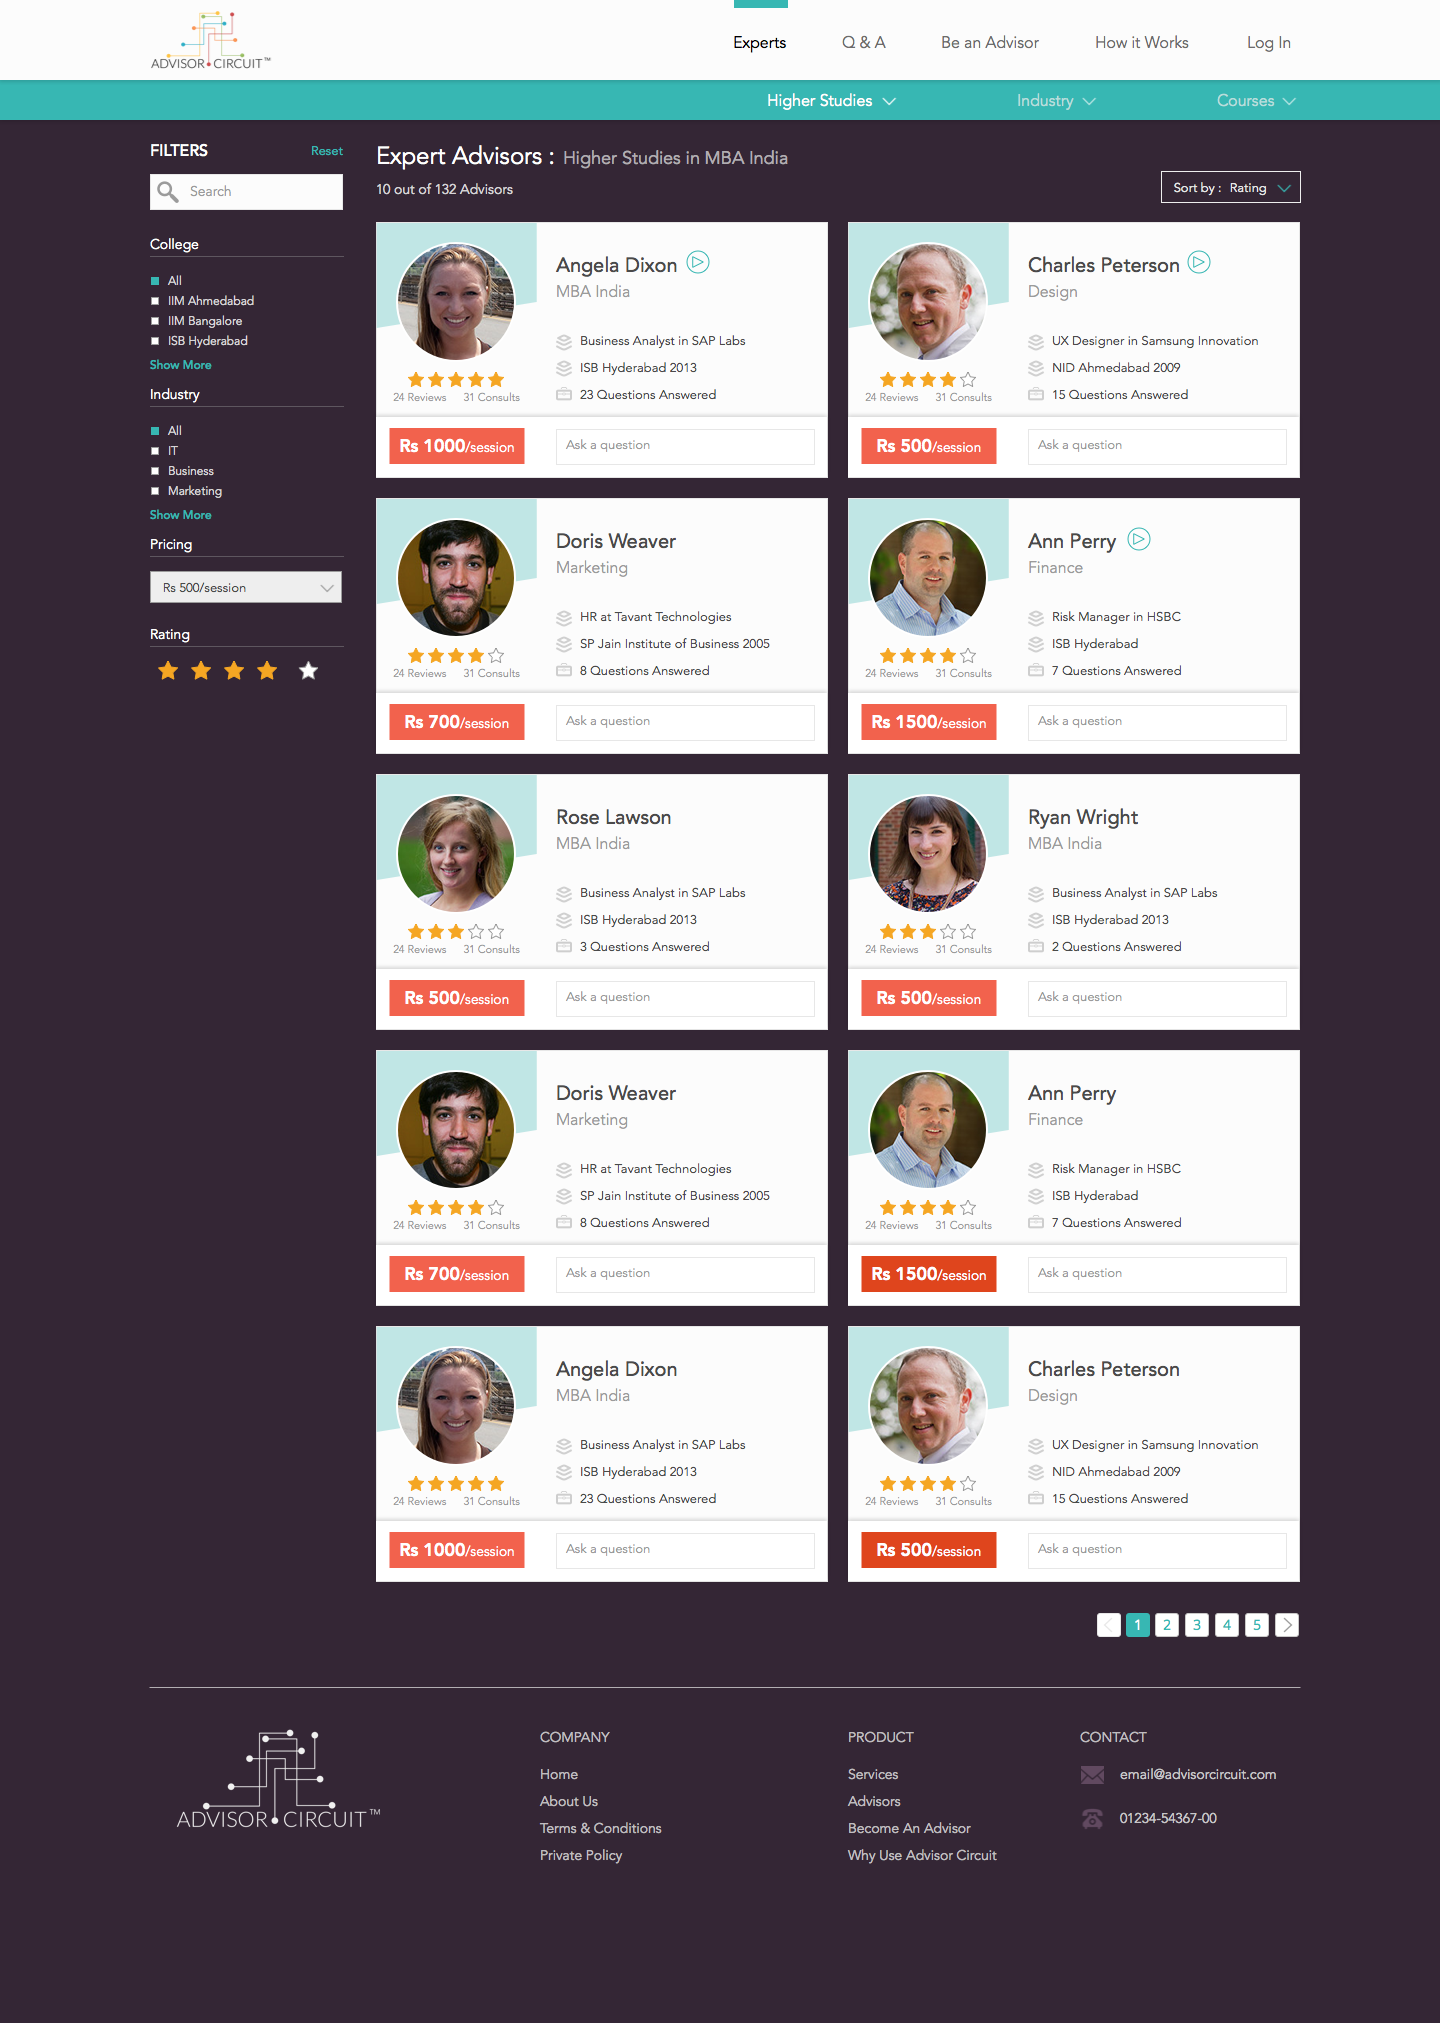 ADVISOR CIRCUIT™
Experts
Q & A
Be an Advisor
How it Works
Log In
Higher Studies
Industry
Courses
FILTERS
Reset
Search
College
All
IIM Ahmedabad
IIM Bangalore
ISB Hyderabad
Show More
Industry
All
IT
Business
Marketing
Show More
Pricing
Rs 500/session
Rating
Expert Advisors : Higher Studies in MBA India
10 out of 132 Advisors
Sort by : Rating
Angela Dixon
MBA India
Business Analyst in SAP Labs
ISB Hyderabad 2013
23 Questions Answered
24 Reviews 31 Consults
Rs 1000/session
Ask a question
Charles Peterson
Design
UX Designer in Samsung Innovation
NID Ahmedabad 2009
15 Questions Answered
24 Reviews 31 Consults
Rs 500/session
Ask a question
Doris Weaver
Marketing
HR at Tavant Technologies
SP Jain Institute of Business 2005
8 Questions Answered
24 Reviews 31 Consults
Rs 700/session
Ask a question
Ann Perry
Finance
Risk Manager in HSBC
ISB Hyderabad
7 Questions Answered
24 Reviews 31 Consults
Rs 1500/session
Ask a question
Rose Lawson
MBA India
Business Analyst in SAP Labs
ISB Hyderabad 2013
3 Questions Answered
24 Reviews 31 Consults
Rs 500/session
Ask a question
Ryan Wright
MBA India
Business Analyst in SAP Labs
ISB Hyderabad 2013
2 Questions Answered
24 Reviews 31 Consults
Rs 500/session
Ask a question
Doris Weaver
Marketing
HR at Tavant Technologies
SP Jain Institute of Business 2005
8 Questions Answered
24 Reviews 31 Consults
Rs 700/session
Ask a question
Ann Perry
Finance
Risk Manager in HSBC
ISB Hyderabad
7 Questions Answered
24 Reviews 31 Consults
Rs 1500/session
Ask a question
Angela Dixon
MBA India
Business Analyst in SAP Labs
ISB Hyderabad 2013
23 Questions Answered
24 Reviews 31 Consults
Rs 1000/session
Ask a question
Charles Peterson
Design
UX Designer in Samsung Innovation
NID Ahmedabad 2009
15 Questions Answered
24 Reviews 31 Consults
Rs 500/session
Ask a question
1 2 3 4 5
ADVISOR CIRCUIT™
COMPANY
Home
About Us
Terms & Conditions
Private Policy
PRODUCT
Services
Advisors
Become An Advisor
Why Use Advisor Circuit
CONTACT
email@advisorcircuit.com
01234-54367-00